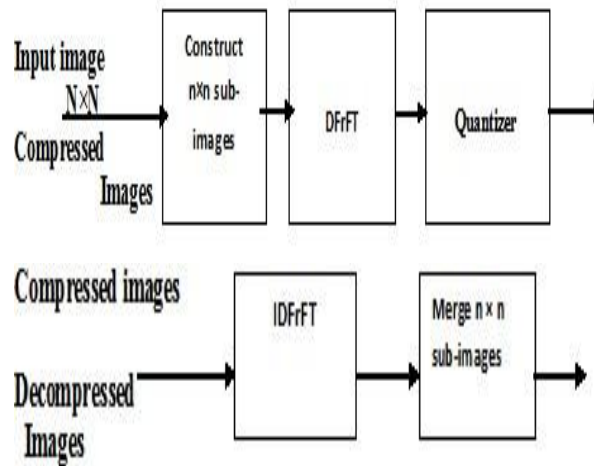 Input image
N×N
Compressed
Images
Construct
n×n sub-
images
DFrFT
Quantizer
Compressed images
Decompressed
Images
IDFrFT
Merge n × n
sub-images